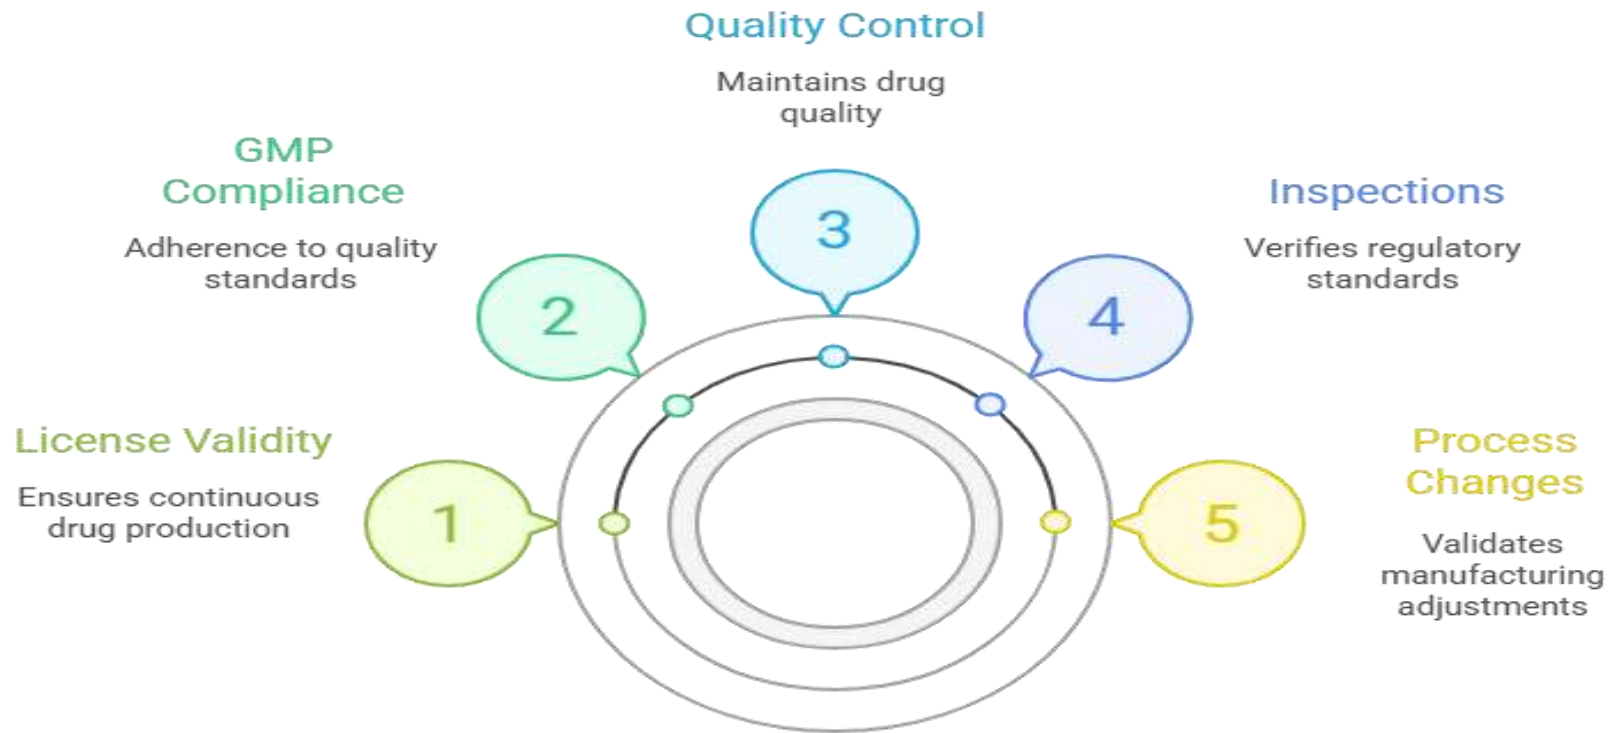 Quality Control
Maintains drug
quality
GMP
Compliance
Adherence to quality
standards
Inspections
Verifies regulatory
standards
3
2
4
License Validity
Ensures continuous
drug production
1
5
Process
Changes
Validates
manufacturing
adjustments